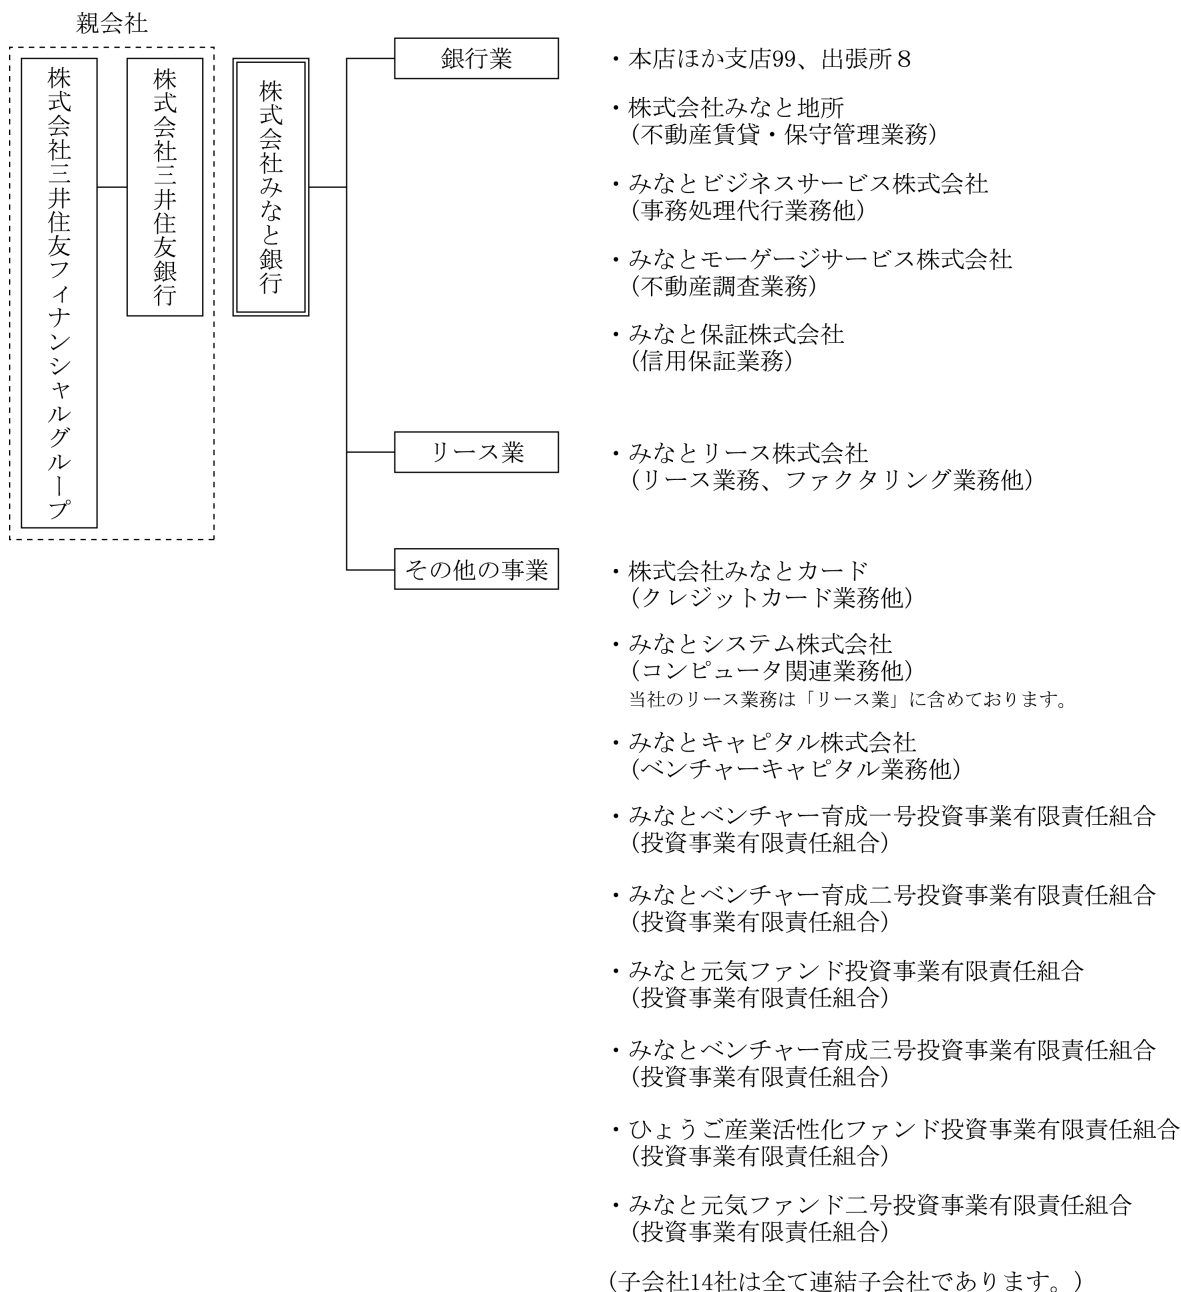 親会社
株式会社三井住友フィナンシャルグループ
株式会社三井住友銀行
株式会社みなと銀行
銀行業
・本店ほか支店99、出張所８
・株式会社みなと地所
(不動産賃貸・保守管理業務)
・みなとビジネスサービス株式会社
(事務処理代行業務他)
・みなとモーゲージサービス株式会社
(不動産調査業務)
・みなと保証株式会社
(信用保証業務)
リース業
・みなとリース株式会社
(リース業務、ファクタリング業務他)
その他の事業
・株式会社みなとカード
(クレジットカード業務他)
・みなとシステム株式会社
(コンピュータ関連業務他)
当社のリース業務は「リース業」に含めております。
・みなとキャピタル株式会社
(ベンチャーキャピタル業務他)
・みなとベンチャー育成一号投資事業有限責任組合
(投資事業有限責任組合)
・みなとベンチャー育成二号投資事業有限責任組合
(投資事業有限責任組合)
・みなと元気ファンド投資事業有限責任組合
(投資事業有限責任組合)
・みなとベンチャー育成三号投資事業有限責任組合
(投資事業有限責任組合)
・ひょうご産業活性化ファンド投資事業有限責任組合
(投資事業有限責任組合)
・みなと元気ファンド二号投資事業有限責任組合
(投資事業有限責任組合)
(子会社14社は全て連結子会社であります。)